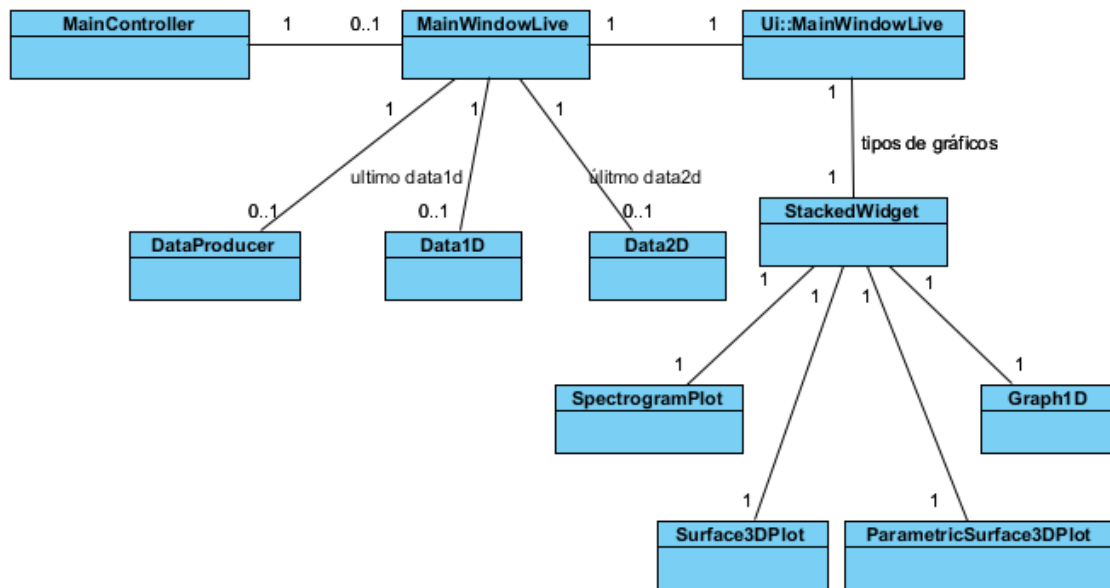 MainController
1
0..1
MainWindowLive
1
1
Ui::MainWindowLive
1
1
1
1
tipos de gráficos
ultimo data1d
úlitmo data2d
1
0..1
0..1
0..1
StackedWidget
DataProducer
Data1D
Data2D
1
1
1
1
1
1
SpectrogramPlot
Graph1D
1
1
Surface3DPlot
ParametricSurface3DPlot